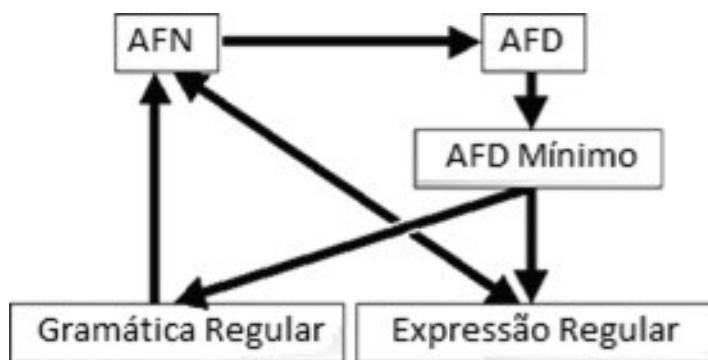 AFN
AFD
AFD Mínimo
Gramática Regular
Expressão Regular